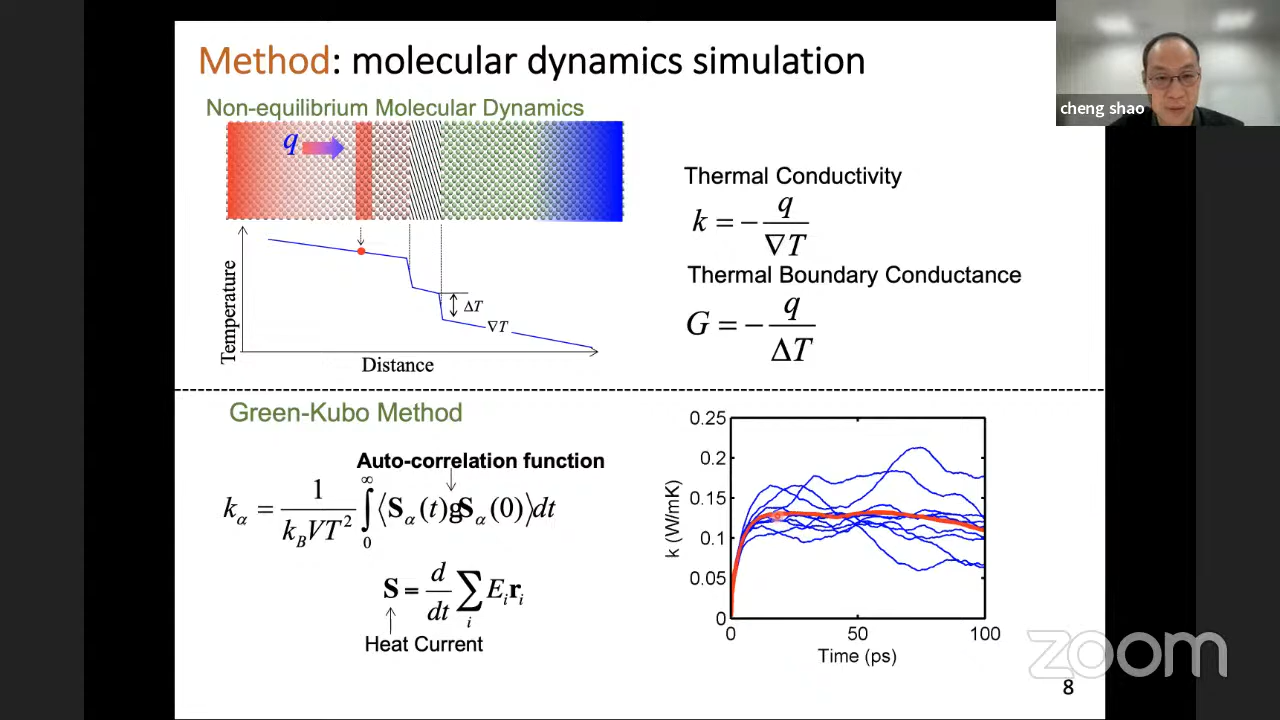 Method: molecular dynamics simulation
cheng shao
Non-equilibrium Molecular Dynamics
q
Temperature
ΔT
∇T
Distance
Thermal Conductivity
k = − q / ∇T
Thermal Boundary Conductance
G = − q / ΔT
Green-Kubo Method
Auto-correlation function
k_α = 1 / (k_B V T^2) ∫_0^∞ ⟨S_α(t)gS_α(0)⟩dt
S = d/dt ∑_i E_i r_i
Heat Current
k (W/mK)
0.25
0.2
0.15
0.1
0.05
0
0 50 100
Time (ps)
zoom
8